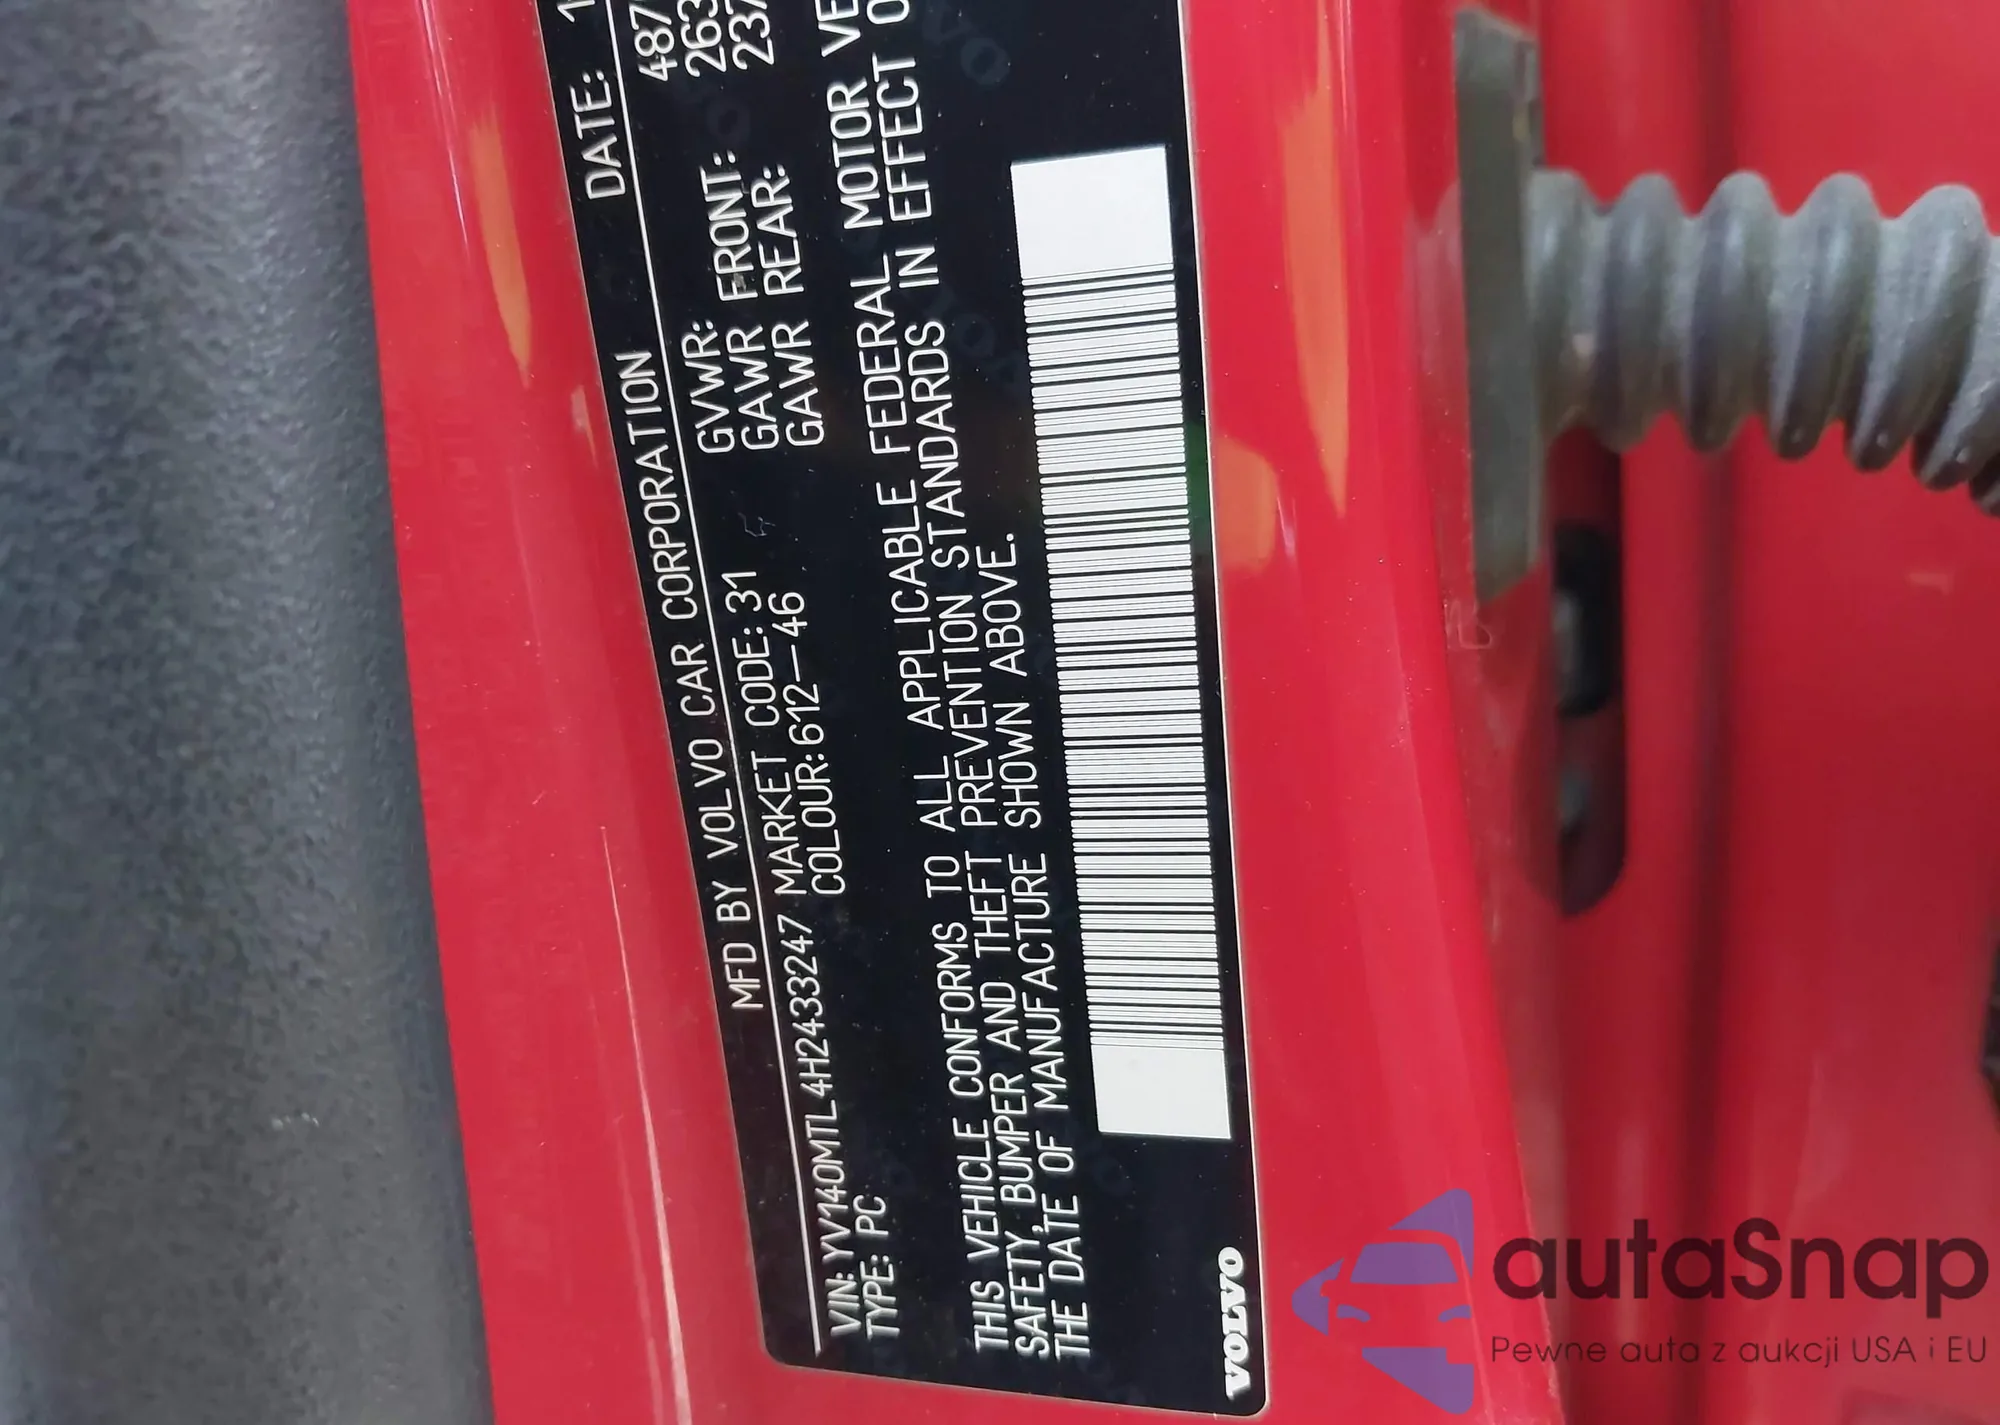 MFD BY VOLVO CAR CORPORATION DATE: 1
VIN: YV140MTL4H2433247 MARKET CODE: 31 GVWR: 487
TYPE: PC COLOUR: 612-46 GAWR FRONT: 263
GAWR REAR: 237
THIS VEHICLE CONFORMS TO ALL APPLICABLE FEDERAL MOTOR VE
SAFETY, BUMPER AND THEFT PREVENTION STANDARDS IN EFFECT O
THE DATE OF MANUFACTURE SHOWN ABOVE.
VOLVO
autaSnap
Pewne auta z aukcji USA i EU